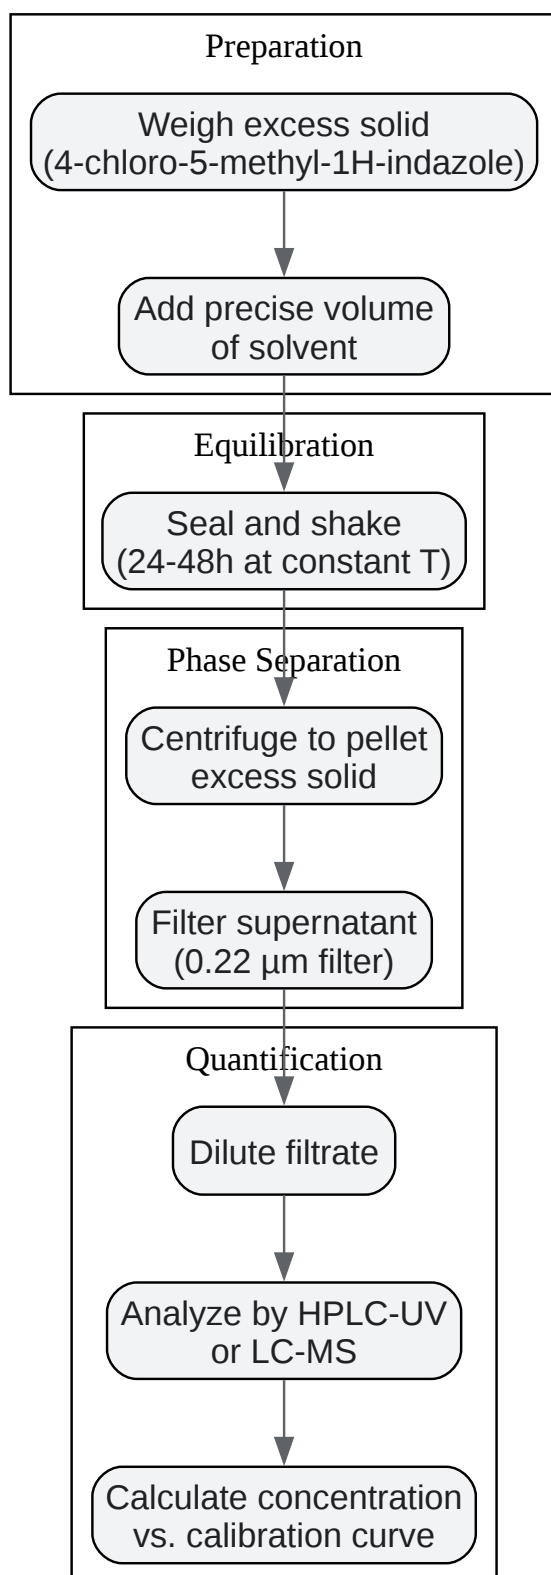 Preparation
Weigh excess solid
(4-chloro-5-methyl-1H-indazole)
Add precise volume
of solvent
Equilibration
Seal and shake
(24-48h at constant T)
Phase Separation
Centrifuge to pellet
excess solid
Filter supernatant
(0.22 µm filter)
Quantification
Dilute filtrate
Analyze by HPLC-UV
or LC-MS
Calculate concentration
vs. calibration curve